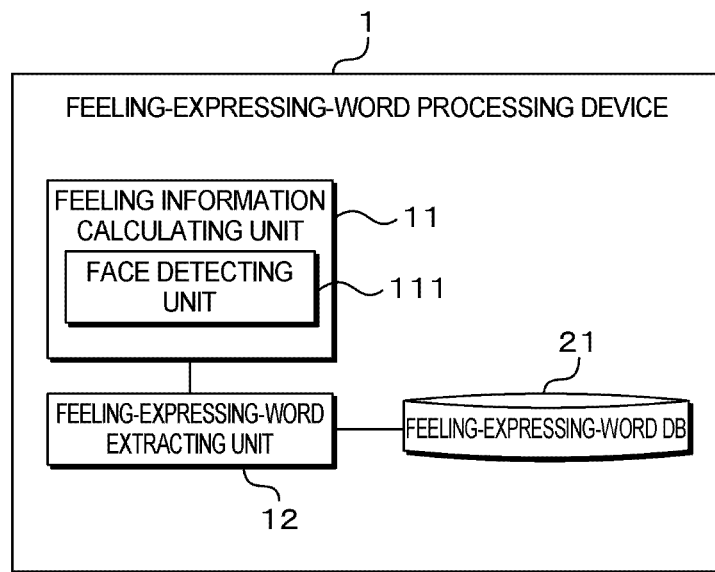 1
FEELING-EXPRESSING-WORD PROCESSING DEVICE
FEELING INFORMATION
CALCULATING UNIT
11
FACE DETECTING
UNIT
111
21
FEELING-EXPRESSING-WORD
EXTRACTING UNIT
FEELING-EXPRESSING-WORD DB
12